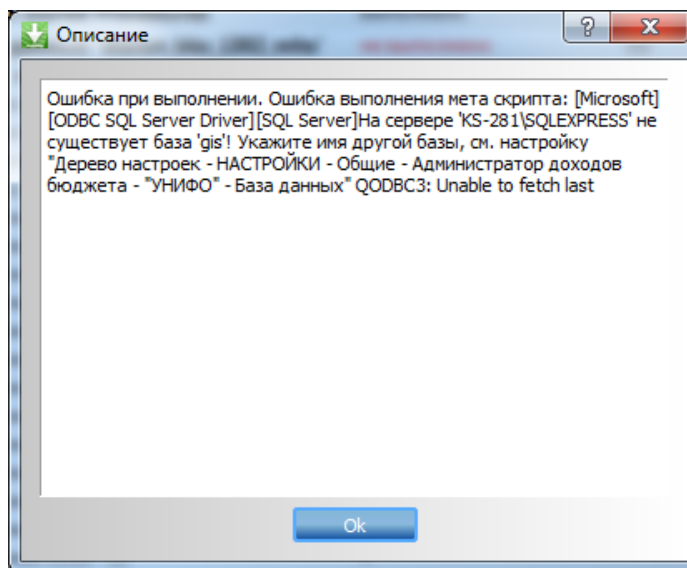 Описание
Ошибка при выполнении. Ошибка выполнения мета скрипта: [Microsoft]
[ODBC SQL Server Driver][SQL Server]На сервере 'KS-281\SQLEXPRESS' не
существует база 'gis'! Укажите имя другой базы, см. настройку
"Дерево настроек - НАСТРОЙКИ - Общие - Администратор доходов
бюджета - "УНИФО" - База данных" QODBC3: Unable to fetch last
Ok